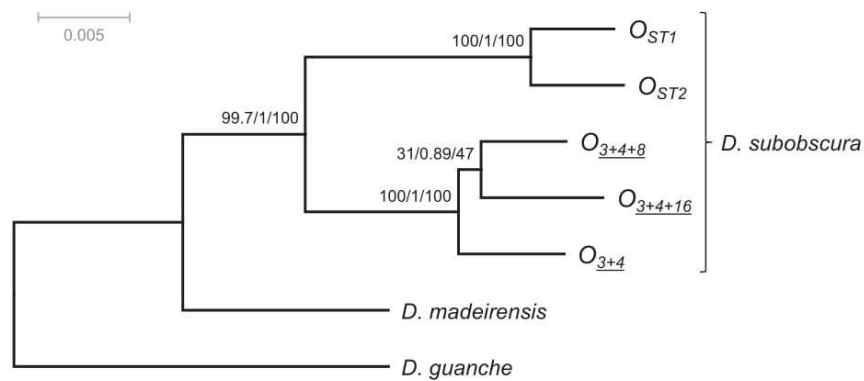 0.005
100/1/100
O_ST1
O_ST2
99.7/1/100
31/0.89/47
O_3+4+8
D. subobscura
100/1/100
O_3+4+16
O_3+4
D. madeirensis
D. guanche